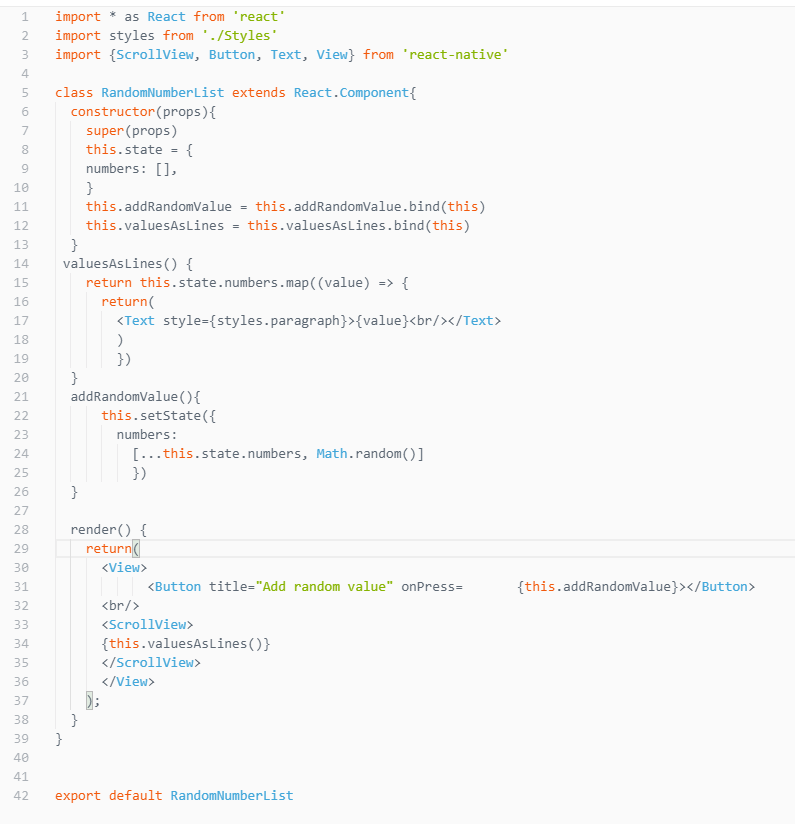 1 import * as React from 'react'
2 import styles from './Styles'
3 import {ScrollView, Button, Text, View} from 'react-native'
4
5 class RandomNumberList extends React.Component{
6   constructor(props){
7     super(props)
8     this.state = {
9     numbers: [],
10     }
11     this.addRandomValue = this.addRandomValue.bind(this)
12     this.valuesAsLines = this.valuesAsLines.bind(this)
13   }
14  valuesAsLines() {
15     return this.state.numbers.map((value) => {
16       return(
17         <Text style={styles.paragraph}>{value}<br/></Text>
18         )
19         })
20   }
21   addRandomValue(){
22       this.setState({
23         numbers:
24           [...this.state.numbers, Math.random()]
25           })
26   }
27
28   render() {
29     return(
30       <View>
31             <Button title="Add random value" onPress=       {this.addRandomValue}></Button>
32       <br/>
33       <ScrollView>
34       {this.valuesAsLines()}
35       </ScrollView>
36       </View>
37     );
38   }
39 }
40
41
42 export default RandomNumberList